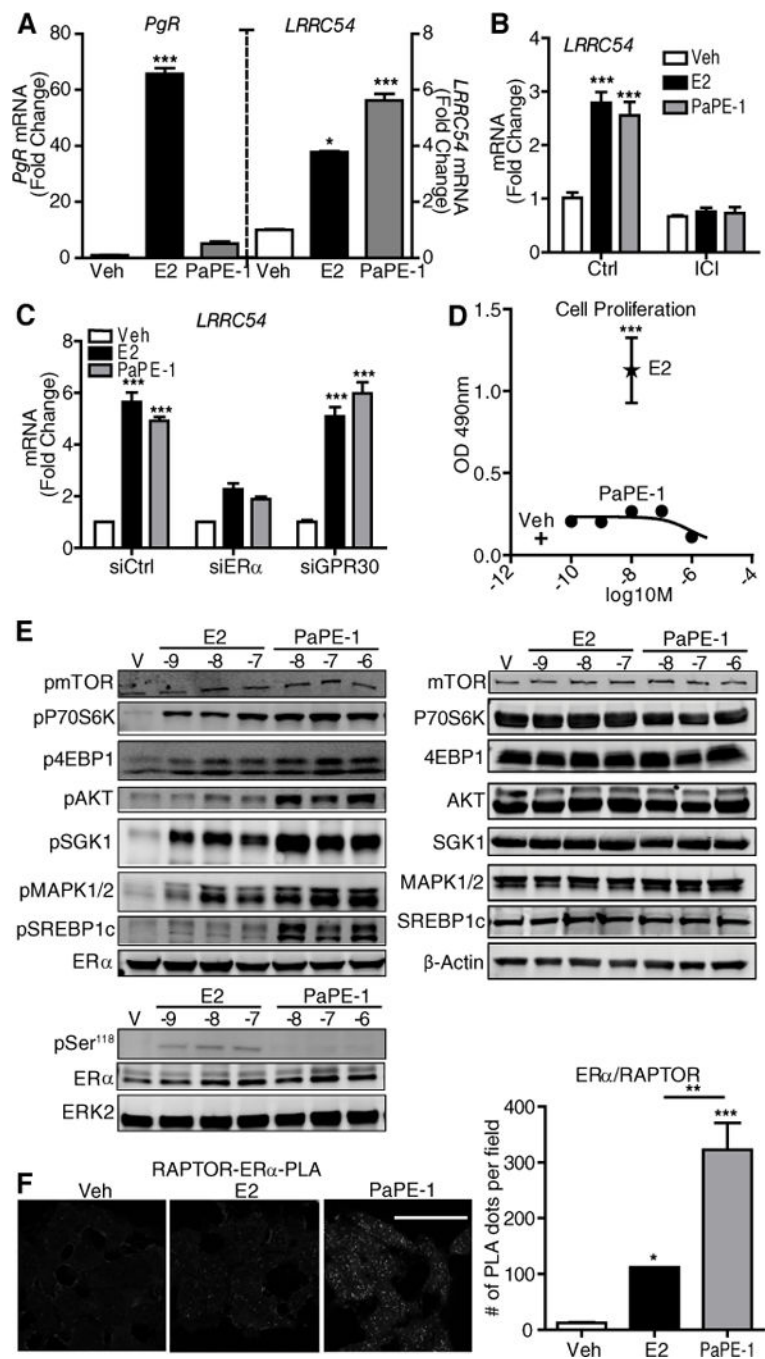 A
PgR
LRRC54
PgR mRNA
(Fold Change)
80
60
40
20
0
***
*
***
8
6
4
2
0
LRRC54 mRNA
(Fold Change)
Veh E2 PaPE-1 Veh E2 PaPE-1
B
LRRC54
Veh
E2
PaPE-1
mRNA
(Fold Change)
4
3
2
1
0
*** ***
Ctrl ICI
C
LRRC54
Veh
E2
PaPE-1
mRNA
(Fold Change)
8
6
4
2
0
*** ***
*** ***
siCtrl siERα siGPR30
D
Cell Proliferation
OD 490nm
1.5
1.0
0.5
0.0
***
E2
PaPE-1
Veh
-12 -10 -8 -6 -4
log10M
E
E2 PaPE-1
V -9 -8 -7 -8 -7 -6
pmTOR
pP70S6K
p4EBP1
pAKT
pSGK1
pMAPK1/2
pSREBP1c
ERα
E2 PaPE-1
V -9 -8 -7 -8 -7 -6
mTOR
P70S6K
4EBP1
AKT
SGK1
MAPK1/2
SREBP1c
β-Actin
E2 PaPE-1
V -9 -8 -7 -8 -7 -6
pSer¹¹⁸
ERα
ERK2
F
RAPTOR-ERα-PLA
Veh E2 PaPE-1
ERα/RAPTOR
# of PLA dots per field
400
300
200
100
0
**
***
*
Veh E2 PaPE-1